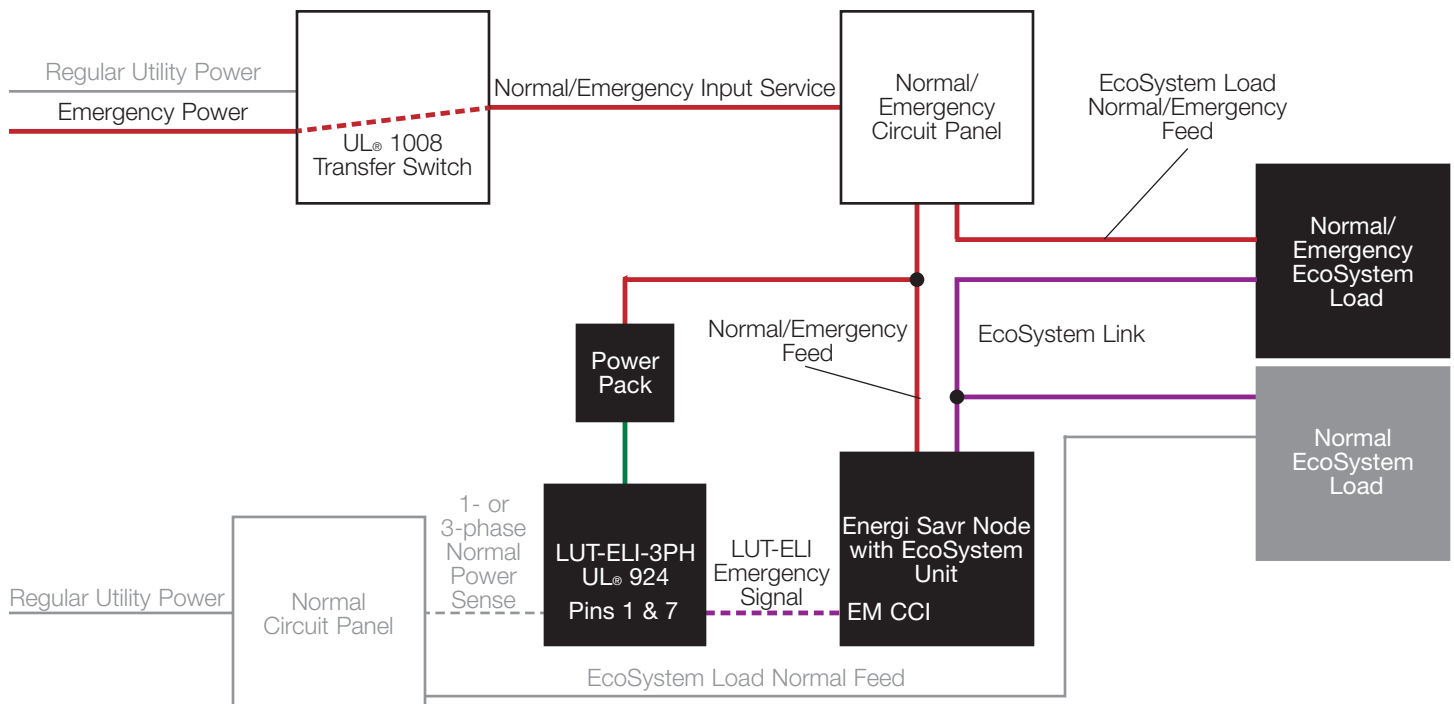 Regular Utility Power
Emergency Power
UL® 1008
Transfer Switch
Normal/Emergency Input Service
Normal/
Emergency
Circuit Panel
EcoSystem Load
Normal/Emergency
Feed
Normal/
Emergency
EcoSystem
Load
Normal/Emergency
Feed
EcoSystem Link
Power
Pack
Normal
EcoSystem
Load
1- or
3-phase
Normal
Power
Sense
LUT-ELI-3PH
UL® 924
Pins 1 & 7
LUT-ELI
Emergency
Signal
Energi Savr Node
with EcoSystem
Unit
EM CCI
Regular Utility Power
Normal
Circuit Panel
EcoSystem Load Normal Feed